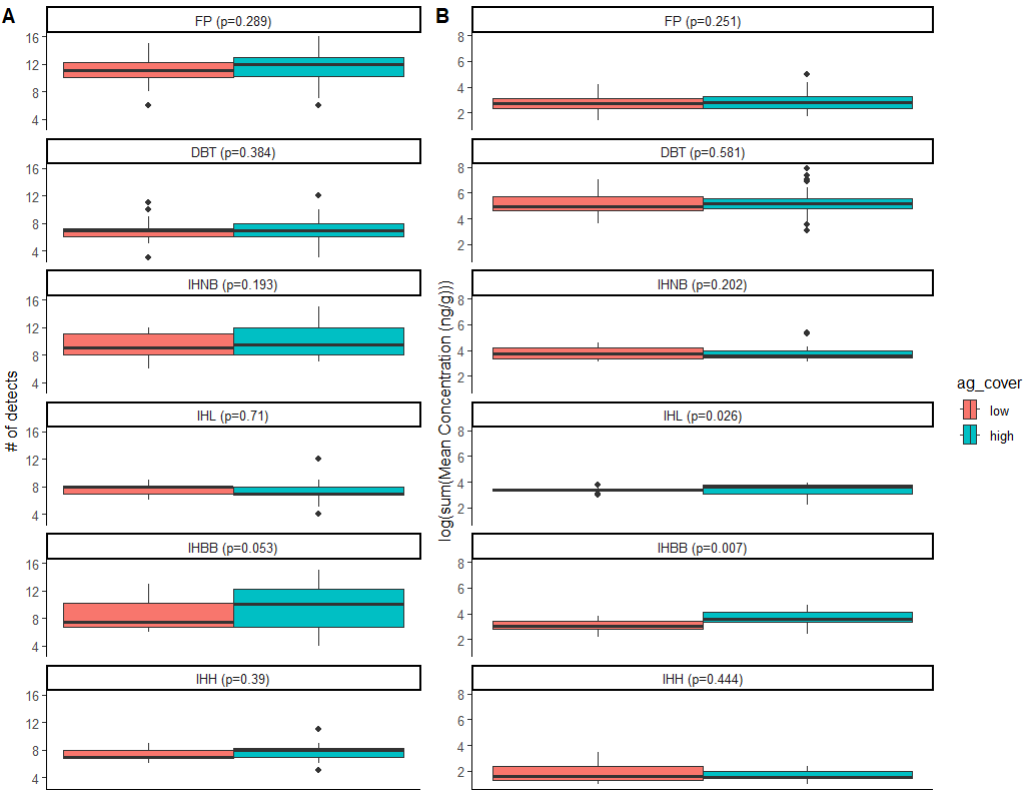 A
B
# of detects
FP (p=0.289)
16
12
8
4
DBT (p=0.384)
16
12
8
4
IHNB (p=0.193)
16
12
8
4
IHL (p=0.71)
16
12
8
4
IHBB (p=0.053)
16
12
8
4
IHH (p=0.39)
16
12
8
4
log(sum(Mean Concentration (ng/g)))
FP (p=0.251)
8
6
4
2
DBT (p=0.581)
8
6
4
2
IHNB (p=0.202)
8
6
4
2
IHL (p=0.026)
8
6
4
2
IHBB (p=0.007)
8
6
4
2
IHH (p=0.444)
8
6
4
2
ag_cover
low
high